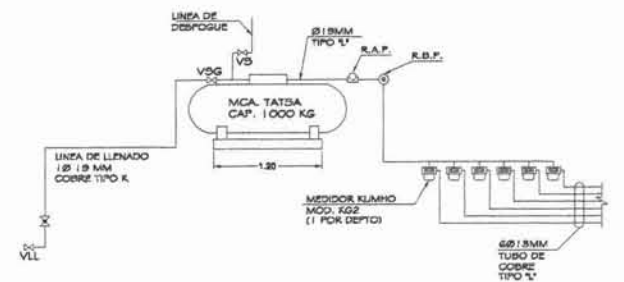 LINEA DE
DESFOGUE
VS
VSG
Ø19MM
TIPO "L"
R.A.P.
R.B.P.
MCA. TATSA
CAP. 1000 KG
1.20
LINEA DE LLENADO
1Ø 19 MM
COBRE TIPO K
VLL
MEDIDOR KUMHO
MOD. KG2
(1 POR DEPTO)
6Ø13MM
TUBO DE
COBRE
TIPO "L"